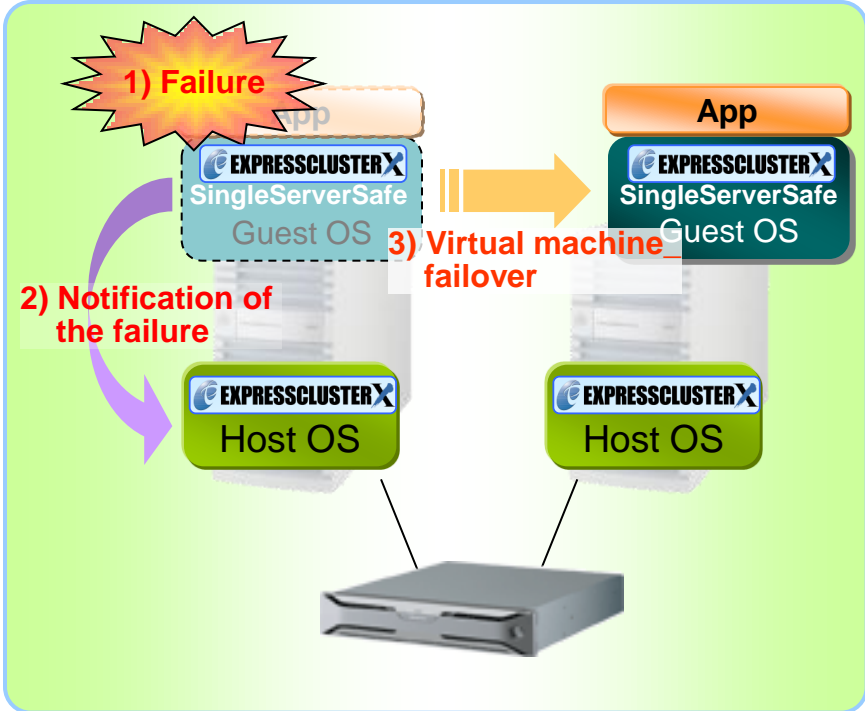 1) Failure
App
App
EXPRESSCLUSTER X
SingleServerSafe
Guest OS
EXPRESSCLUSTER X
SingleServerSafe
Guest OS
3) Virtual machine_
failover
2) Notification of
the failure
EXPRESSCLUSTER X
Host OS
EXPRESSCLUSTER X
Host OS